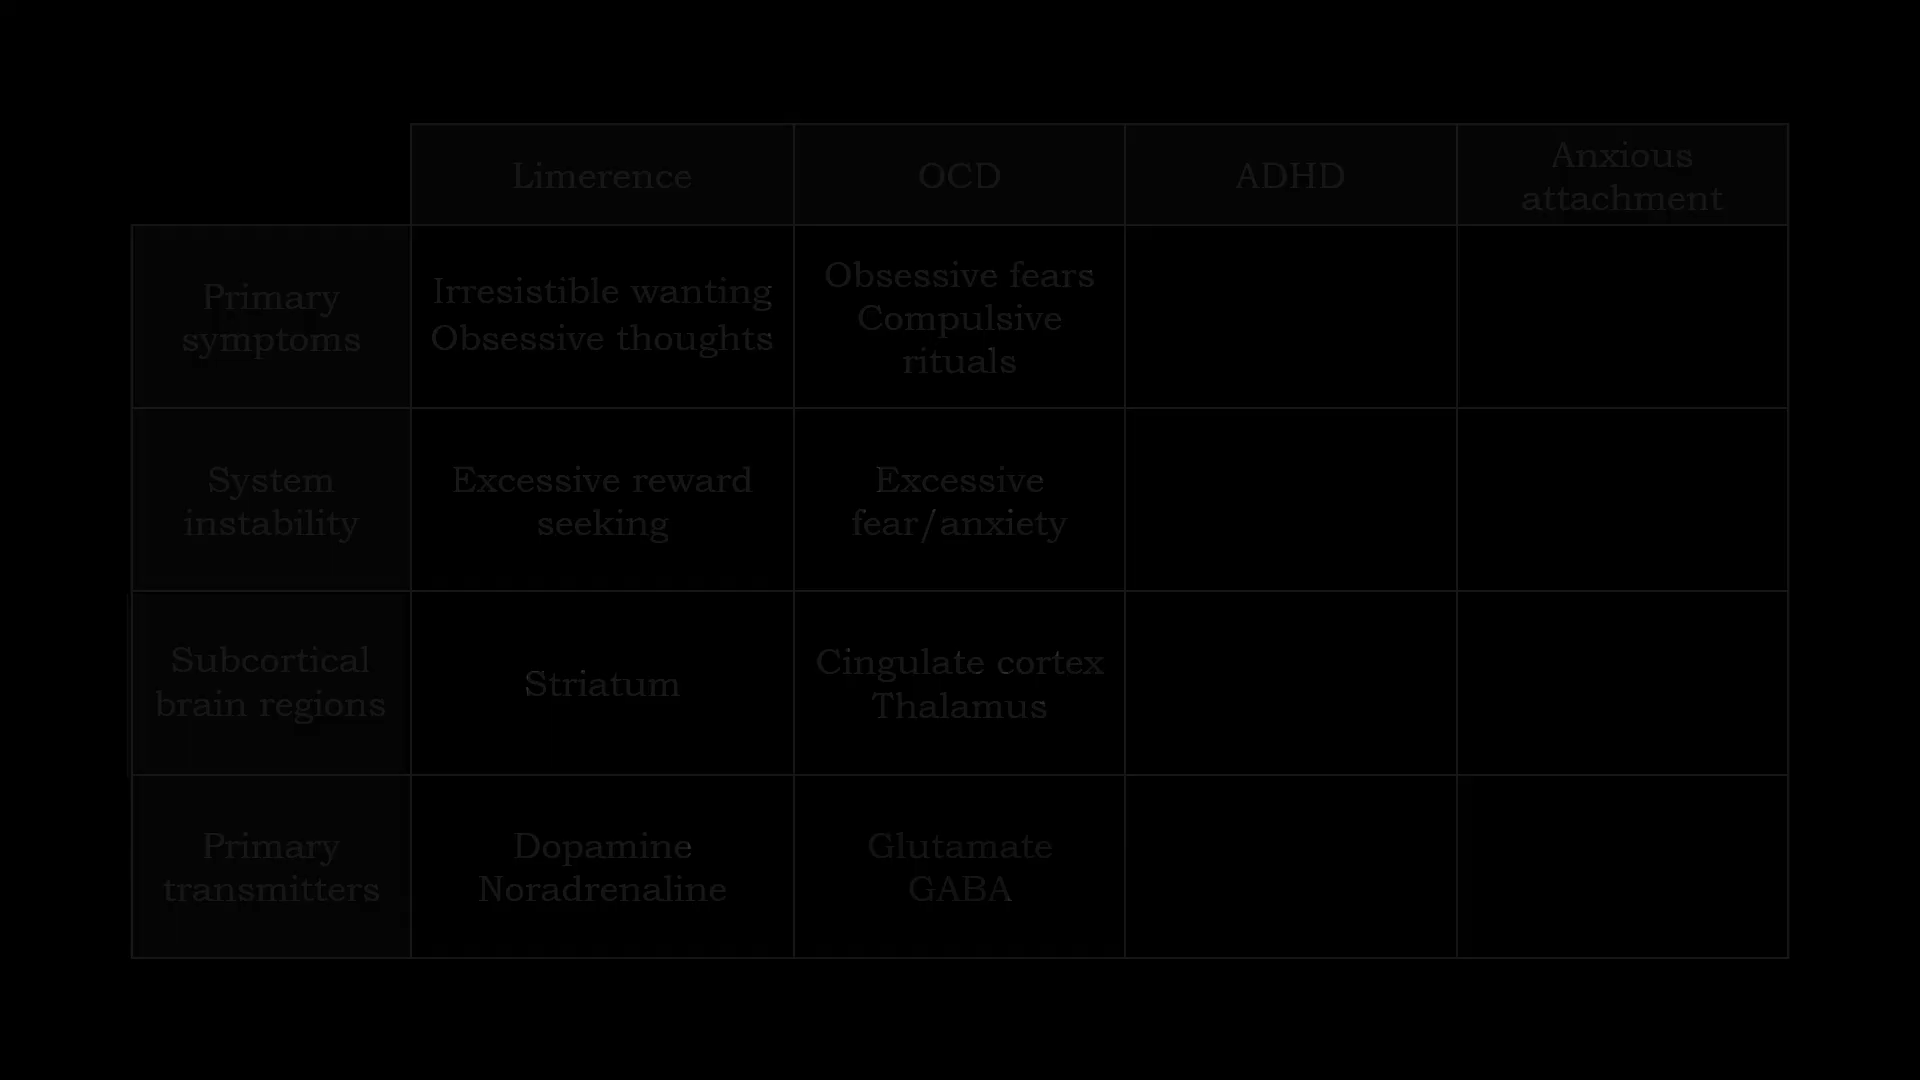 Limerence
OCD
ADHD
Anxious
attachment
Primary
symptoms
Irresistible wanting
Obsessive thoughts
Obsessive fears
Compulsive
rituals
System
instability
Excessive reward
seeking
Excessive
fear/anxiety
Subcortical
brain regions
Striatum
Cingulate cortex
Thalamus
Primary
transmitters
Dopamine
Noradrenaline
Glutamate
GABA